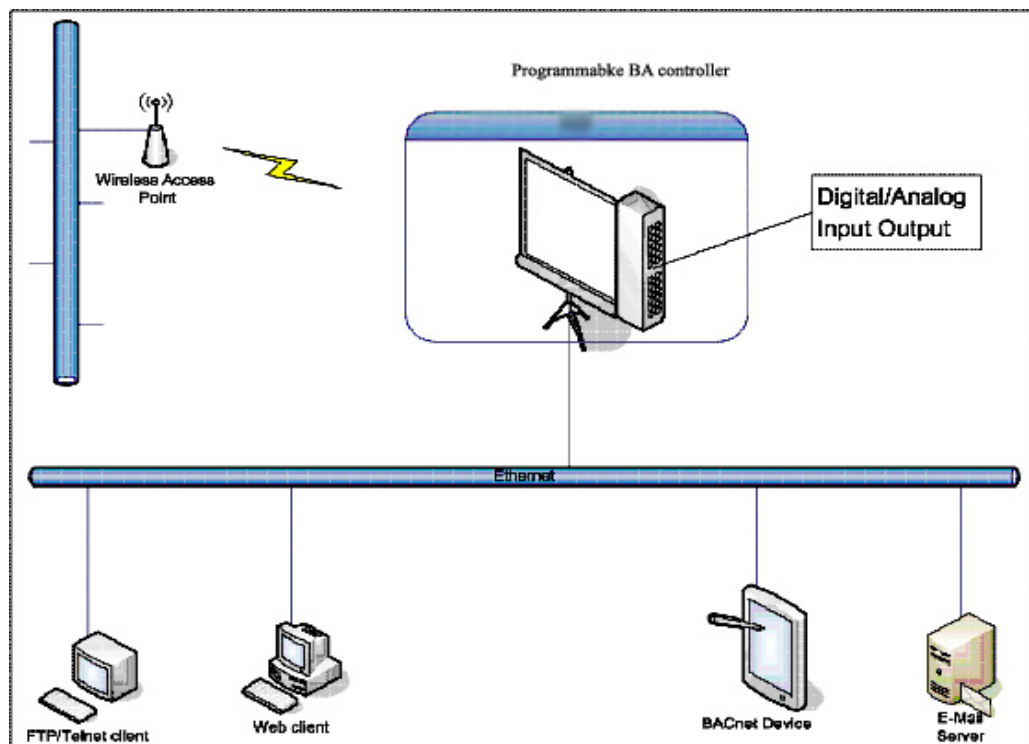 Programmabke BA controller
Wireless Access
Point
Digital/Analog
Input Output
Ethernet
FTP/Telnet client
Web client
BACnet Device
E-Mail
Server